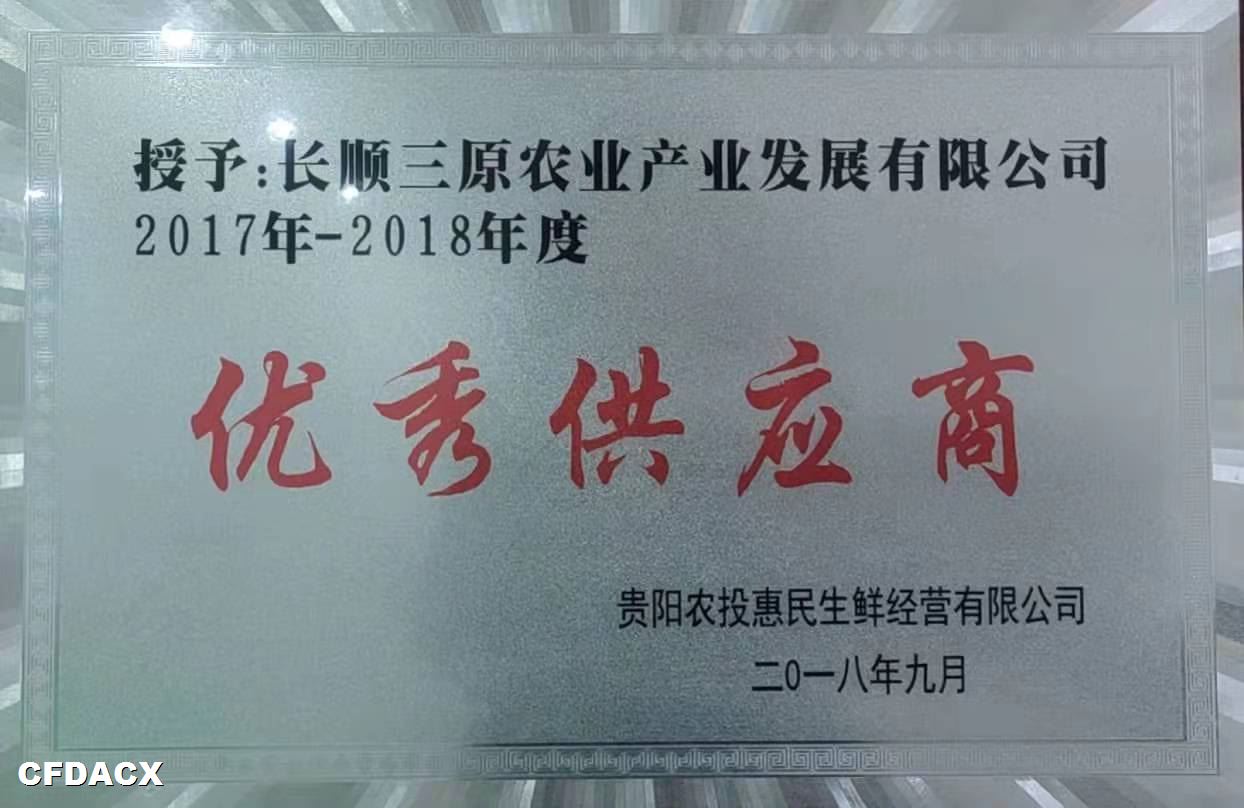 授予:长顺三原农业产业发展有限公司
2017年-2018年度
优秀供应商
贵阳农投惠民生鲜经营有限公司
二0一八年九月
CFDACX